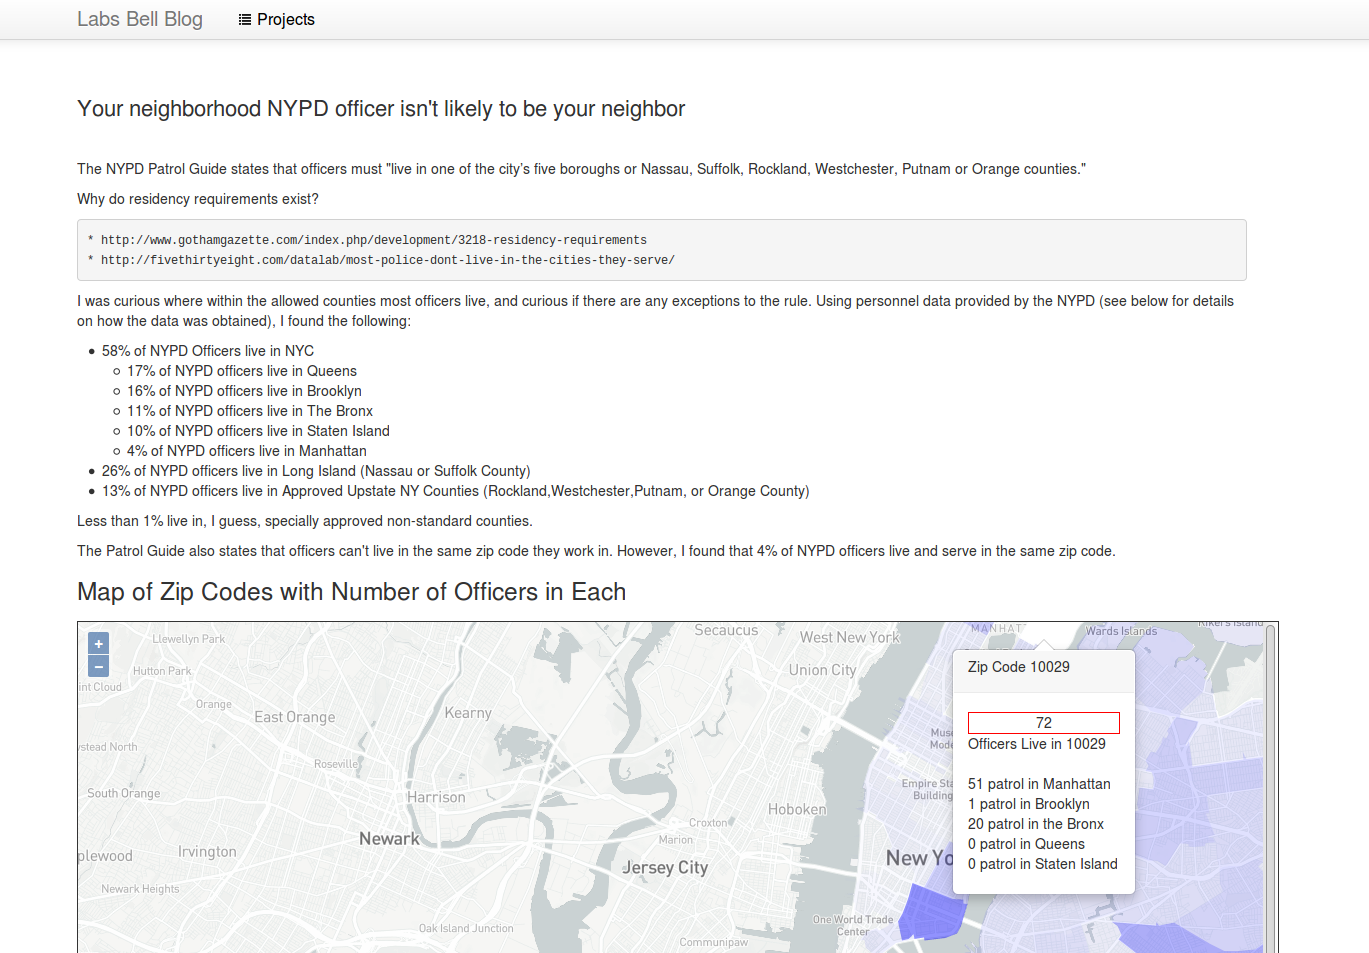 Labs Bell Blog Projects
Your neighborhood NYPD officer isn't likely to be your neighbor
The NYPD Patrol Guide states that officers must "live in one of the city's five boroughs or Nassau, Suffolk, Rockland, Westchester, Putnam or Orange counties."
Why do residency requirements exist?
* http://www.gothamgazette.com/index.php/development/3218-residency-requirements
* http://fivethirtyeight.com/datalab/most-police-dont-live-in-the-cities-they-serve/
I was curious where within the allowed counties most officers live, and curious if there are any exceptions to the rule. Using personnel data provided by the NYPD (see below for details
on how the data was obtained), I found the following:
• 58% of NYPD Officers live in NYC
◦ 17% of NYPD officers live in Queens
◦ 16% of NYPD officers live in Brooklyn
◦ 11% of NYPD officers live in The Bronx
◦ 10% of NYPD officers live in Staten Island
◦ 4% of NYPD officers live in Manhattan
• 26% of NYPD officers live in Long Island (Nassau or Suffolk County)
• 13% of NYPD officers live in Approved Upstate NY Counties (Rockland,Westchester,Putnam, or Orange County)
Less than 1% live in, I guess, specially approved non-standard counties.
The Patrol Guide also states that officers can't live in the same zip code they work in. However, I found that 4% of NYPD officers live and serve in the same zip code.
Map of Zip Codes with Number of Officers in Each
+
−
Llewellyn Park
Hutton Park
int Cloud
Orange
East Orange
stead North
Roseville
South Orange
Harrison
Newark
plewood
Irvington
Newark Heights
Kearny
Secaucus
West New York
Union City
Hoboken
Croxton
Marion
Jersey City
Oak Island Junction
Communipaw
MANHAT
Wards Islands
Rikers Island
Muse
Mode
Empire Sta
Building
New Yo
One World Trade
Center
Zip Code 10029
72
Officers Live in 10029
51 patrol in Manhattan
1 patrol in Brooklyn
20 patrol in the Bronx
0 patrol in Queens
0 patrol in Staten Island